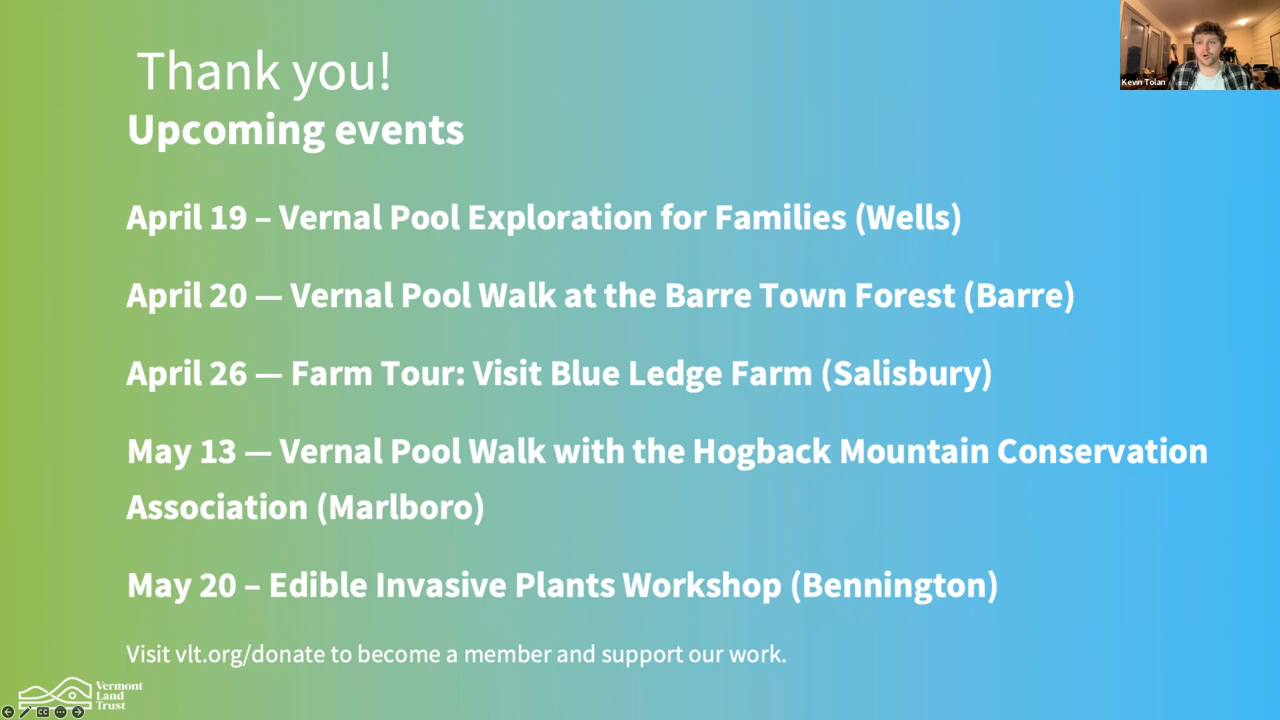 Thank you!
Kevin Tolan
Upcoming events
April 19 – Vernal Pool Exploration for Families (Wells)
April 20 — Vernal Pool Walk at the Barre Town Forest (Barre)
April 26 — Farm Tour: Visit Blue Ledge Farm (Salisbury)
May 13 — Vernal Pool Walk with the Hogback Mountain Conservation
Association (Marlboro)
May 20 – Edible Invasive Plants Workshop (Bennington)
Visit vlt.org/donate to become a member and support our work.
Vermont
Land
Trust
CC